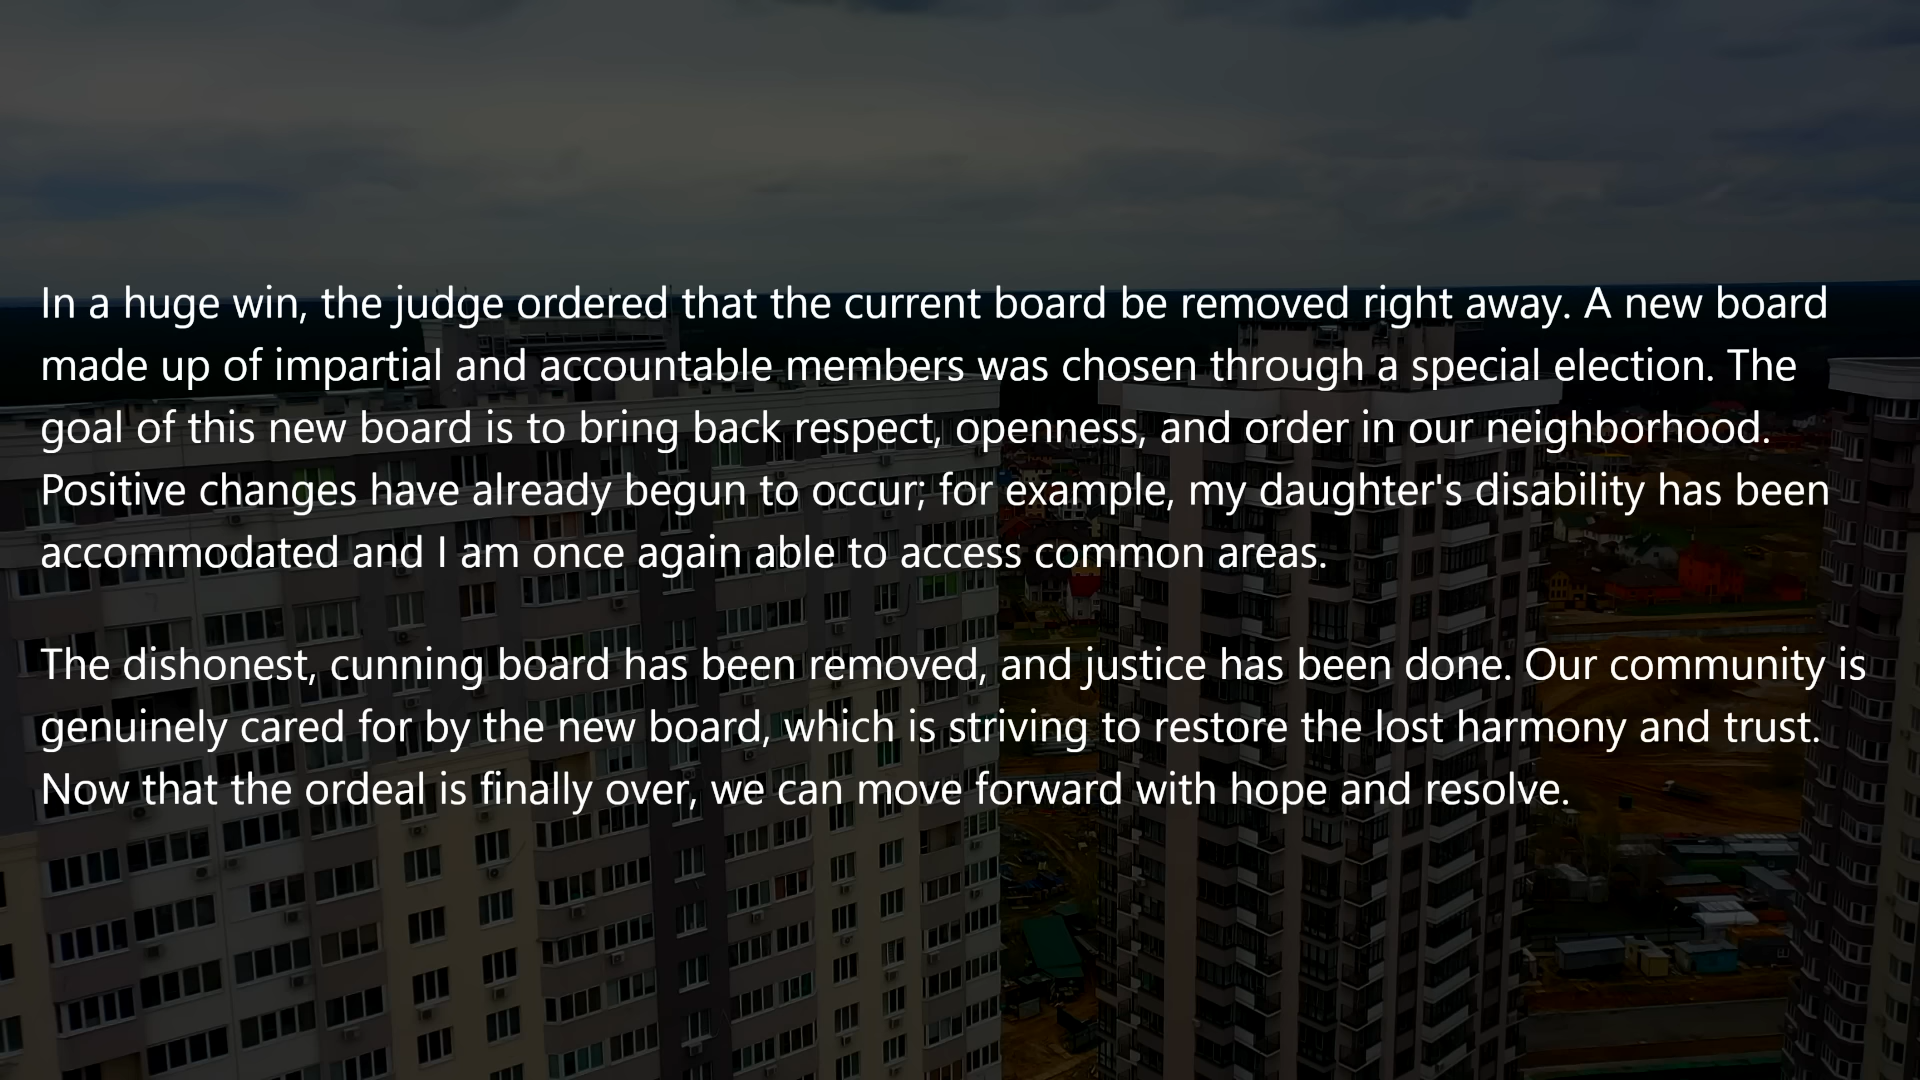 In a huge win, the judge ordered that the current board be removed right away. A new board
made up of impartial and accountable members was chosen through a special election. The
goal of this new board is to bring back respect, openness, and order in our neighborhood.
Positive changes have already begun to occur; for example, my daughter's disability has been
accommodated and I am once again able to access common areas.
The dishonest, cunning board has been removed, and justice has been done. Our community is
genuinely cared for by the new board, which is striving to restore the lost harmony and trust.
Now that the ordeal is finally over, we can move forward with hope and resolve.